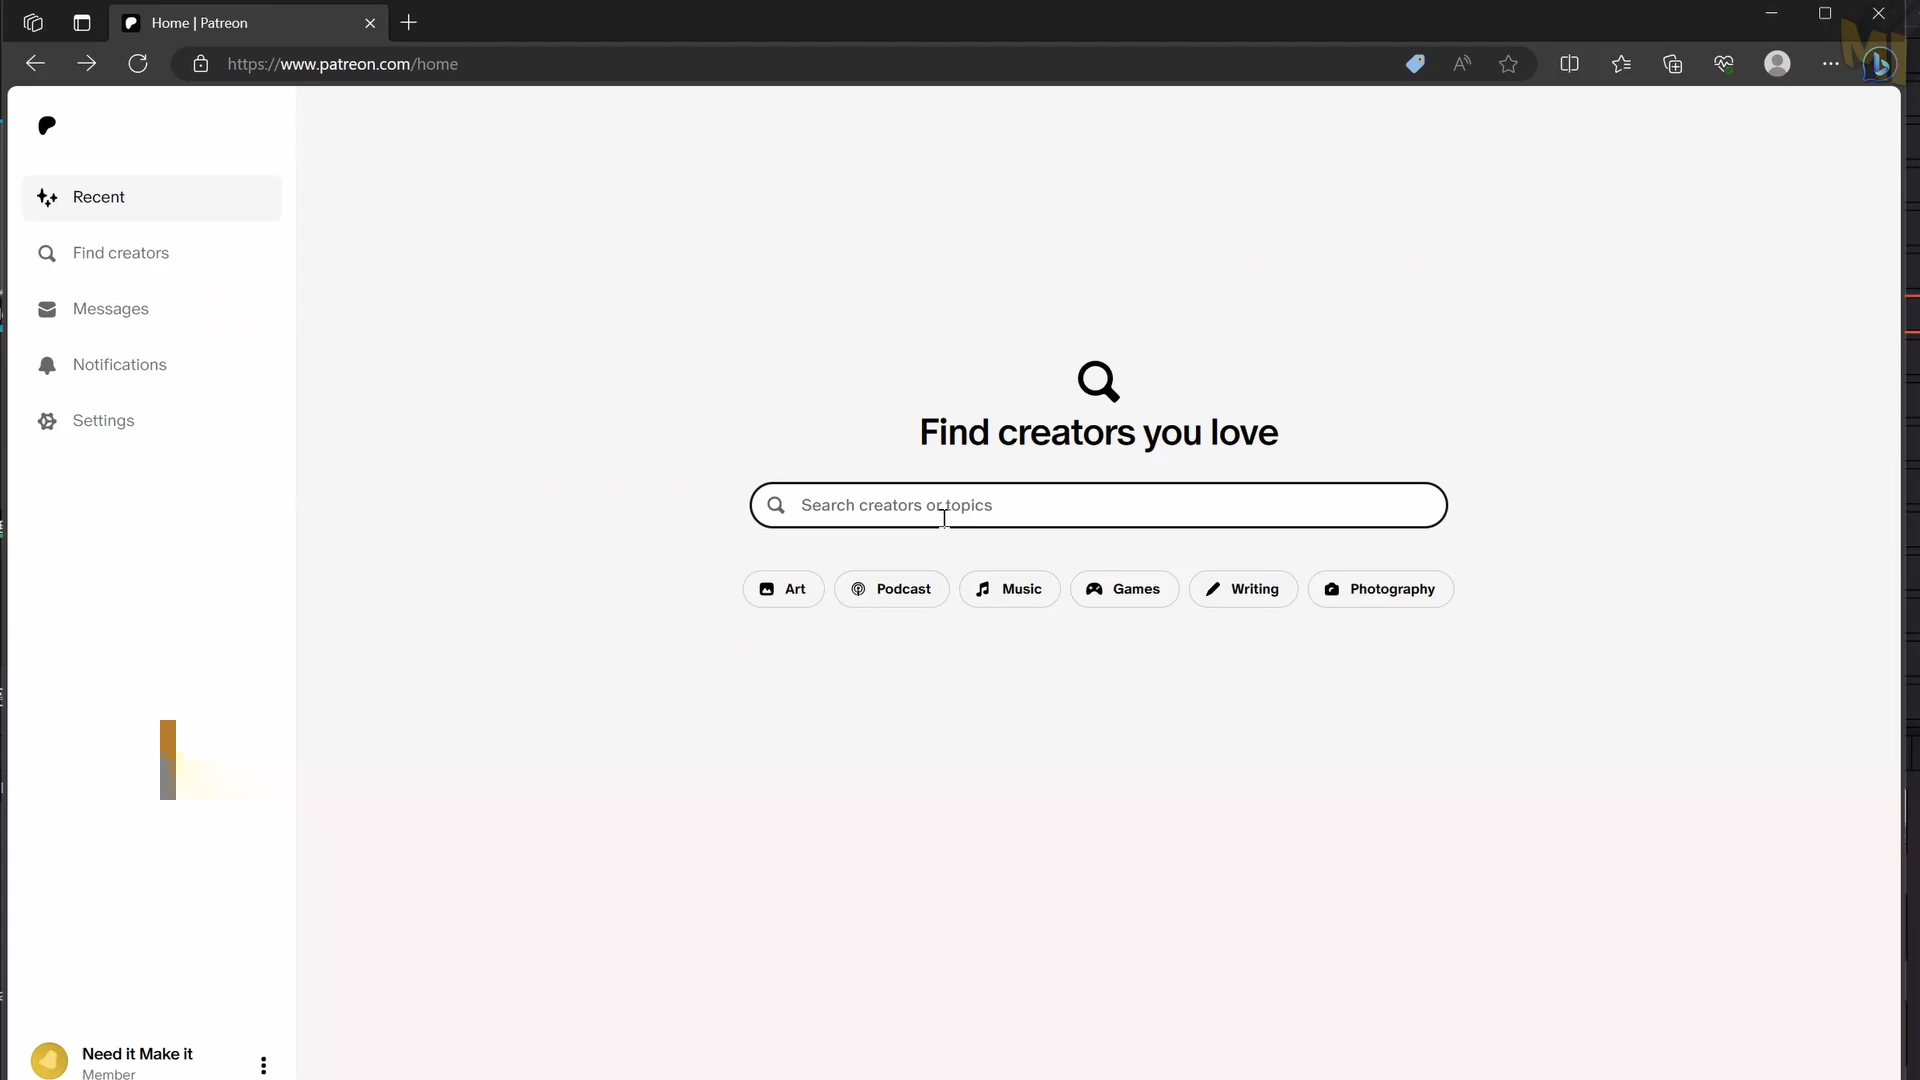 Home | Patreon
https://www.patreon.com/home
Recent
Find creators
Messages
Notifications
Settings
Find creators you love
Search creators or topics
Art
Podcast
Music
Games
Writing
Photography
Need it Make it
Member